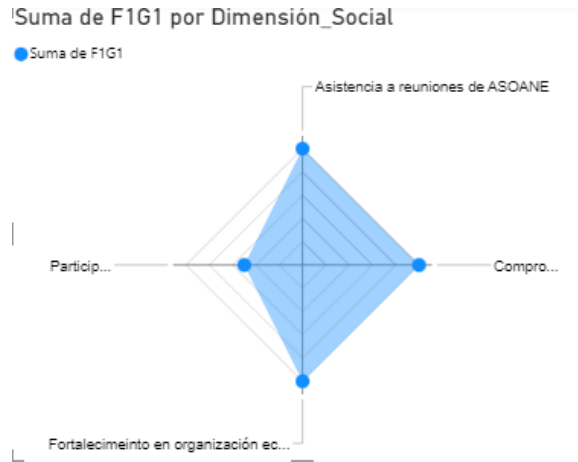 Suma de F1G1 por Dimensión_Social
Suma de F1G1
Asistencia a reuniones de ASOANE
Particip...
Compro...
Fortalecimeinto en organización ec...